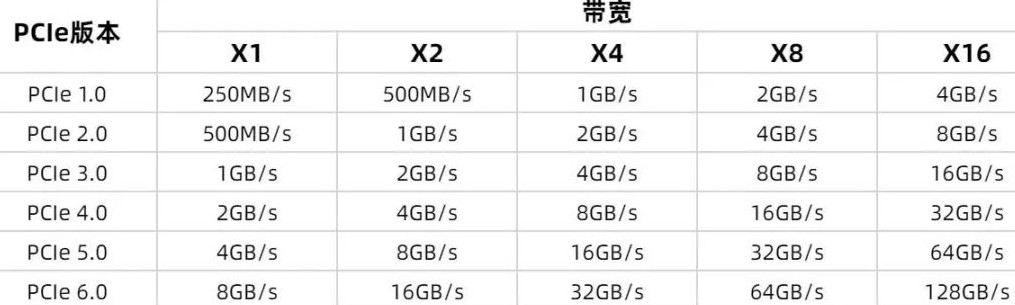 带宽
PCIe版本 X1 X2 X4 X8 X16
PCIe 1.0 250MB/s 500MB/s 1GB/s 2GB/s 4GB/s
PCIe 2.0 500MB/s 1GB/s 2GB/s 4GB/s 8GB/s
PCIe 3.0 1GB/s 2GB/s 4GB/s 8GB/s 16GB/s
PCIe 4.0 2GB/s 4GB/s 8GB/s 16GB/s 32GB/s
PCIe 5.0 4GB/s 8GB/s 16GB/s 32GB/s 64GB/s
PCIe 6.0 8GB/s 16GB/s 32GB/s 64GB/s 128GB/s